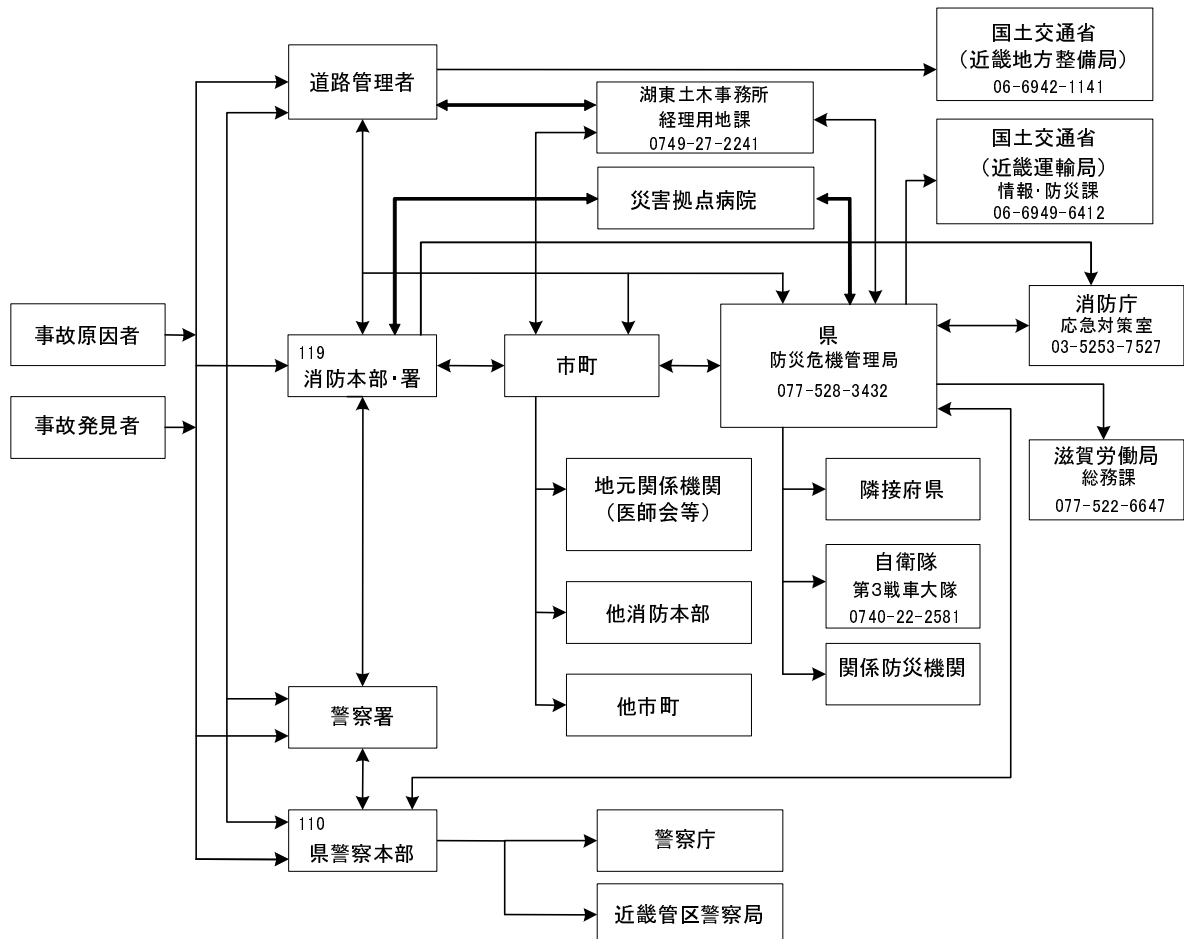 道路管理者
国土交通省
(近畿地方整備局)
06-6942-1141
湖東土木事務所
経理用地課
0749-27-2241
国土交通省
(近畿運輸局)
情報・防災課
06-6949-6412
災害拠点病院
事故原因者
119
消防本部・署
市町
県
防災危機管理局
077-528-3432
消防庁
応急対策室
03-5253-7527
事故発見者
滋賀労働局
総務課
077-522-6647
地元関係機関
(医師会等)
隣接府県
自衛隊
第3戦車大隊
0740-22-2581
他消防本部
関係防災機関
他市町
警察署
110
県警察本部
警察庁
近畿管区警察局